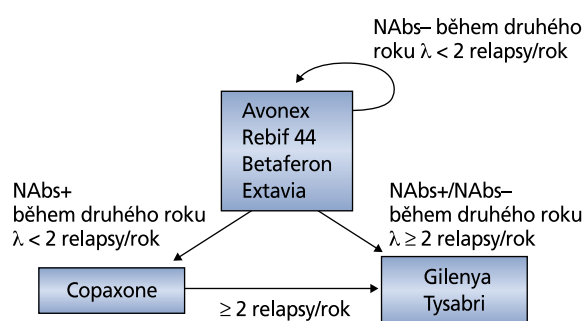 NAbs– během druhého
roku λ < 2 relapsy/rok
Avonex
Rebif 44
Betaferon
Extavia
NAbs+
během druhého roku
λ < 2 relapsy/rok
NAbs+/NAbs–
během druhého roku
λ ≥ 2 relapsy/rok
Copaxone
≥ 2 relapsy/rok
Gilenya
Tysabri